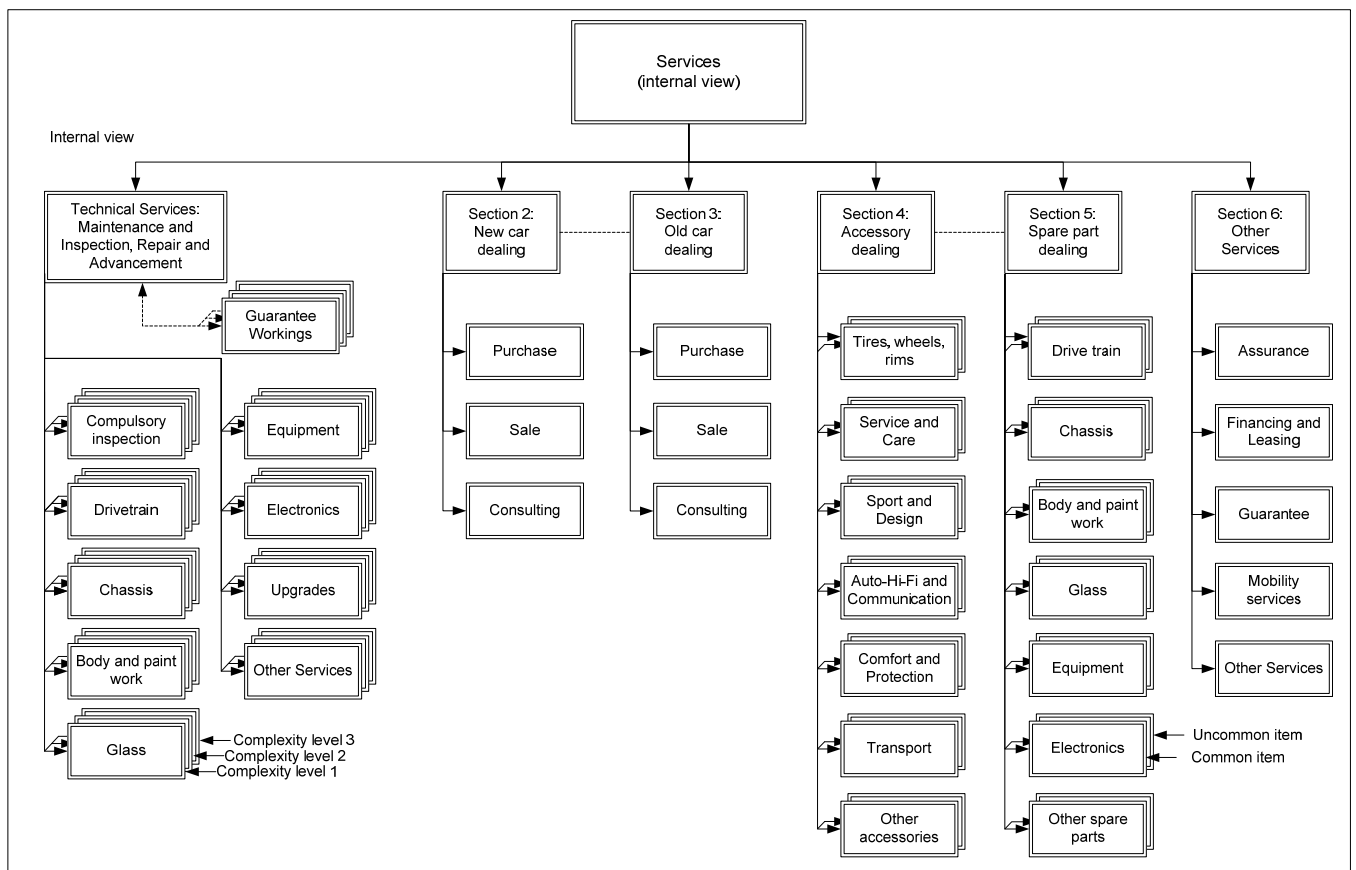 Services
(internal view)
Internal view
Technical Services:
Maintenance and
Inspection, Repair and
Advancement
Guarantee
Workings
Compulsory
inspection
Drivetrain
Chassis
Body and paint
work
Glass
Complexity level 3
Complexity level 2
Complexity level 1
Equipment
Electronics
Upgrades
Other Services
Section 2:
New car
dealing
Purchase
Sale
Consulting
Section 3:
Old car
dealing
Purchase
Sale
Consulting
Section 4:
Accessory
dealing
Tires, wheels,
rims
Service and
Care
Sport and
Design
Auto-Hi-Fi and
Communication
Comfort and
Protection
Transport
Other
accessories
Section 5:
Spare part
dealing
Drive train
Chassis
Body and paint
work
Glass
Equipment
Electronics
Uncommon item
Common item
Other spare
parts
Section 6:
Other
Services
Assurance
Financing and
Leasing
Guarantee
Mobility
services
Other Services